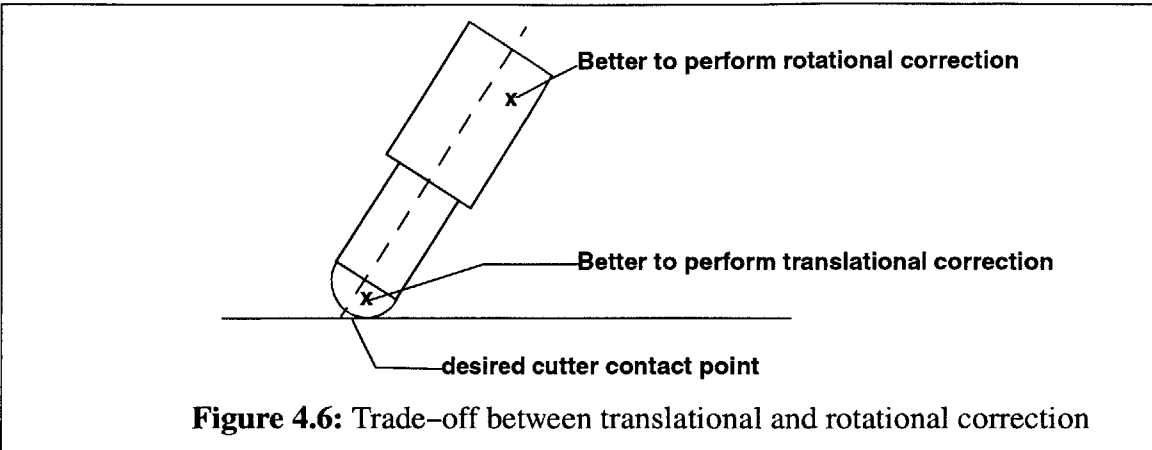 Better to perform rotational correction
x
Better to perform translational correction
x
desired cutter contact point
Figure 4.6: Trade–off between translational and rotational correction